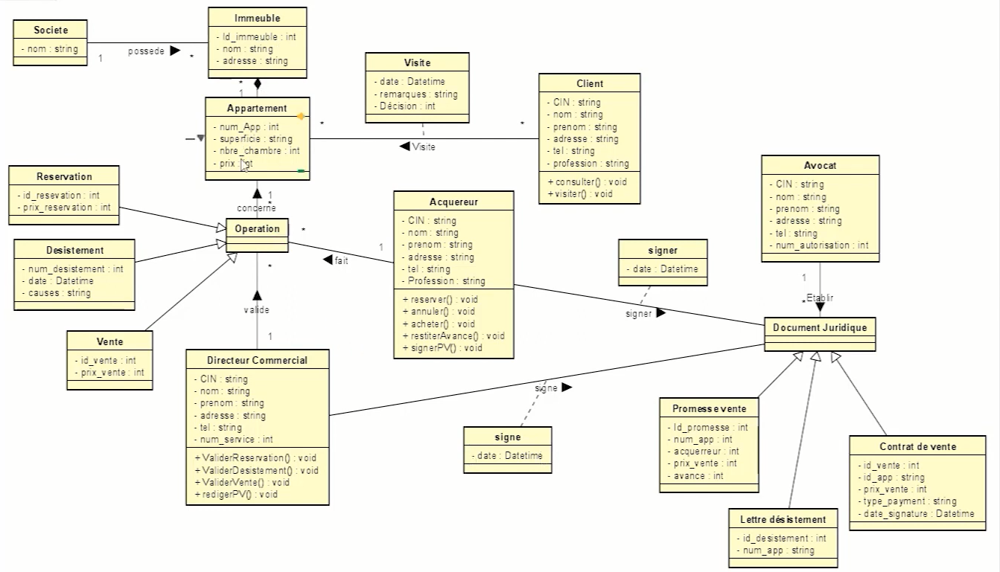 Societe
- nom : string
1
possede
*
Immeuble
- Id_immeuble : int
- nom : string
- adresse : string
*
1
Appartement
- num_App : int
- superficie : string
- nbre_chambre : int
- prix : int
Visite
- date : Datetime
- remarques : string
- Décision : int
*
*
Visite
Client
- CIN : string
- nom : string
- prenom : string
- adresse : string
- tel : string
- profession : string
+ consulter() : void
+ visiter() : void
Reservation
- id_resevation : int
- prix_reservation : int
1
*
concerne
Operation
*
1
fait
Desistement
- num_desistement : int
- date : Datetime
- causes : string
Vente
- id_vente : int
- prix_vente : int
*
valide
1
Acquereur
- CIN : string
- nom : string
- prenom : string
- adresse : string
- tel : string
- Profession : string
+ reserver() : void
+ annuler() : void
+ acheter() : void
+ restiterAvance() : void
+ signerPV() : void
signer
- date : Datetime
signer
Avocat
- CIN : string
- nom : string
- prenom : string
- adresse : string
- tel : string
- num_autorisation : int
1
*
Etablir
Document Juridique
Directeur Commercial
- CIN : string
- nom : string
- prenom : string
- adresse : string
- tel : string
- num_service : int
+ ValiderReservation() : void
+ ValiderDesistement() : void
+ ValiderVente() : void
+ redigerPV() : void
signe
signe
- date : Datetime
Promesse vente
- Id_promesse : int
- num_app : int
- acquerreur : int
- prix_vente : int
- avance : int
Contrat de vente
- id_vente : int
- id_app : string
- prix_vente : int
- type_payment : string
- date_signature : Datetime
Lettre désistement
- id_desistement : int
- num_app : string